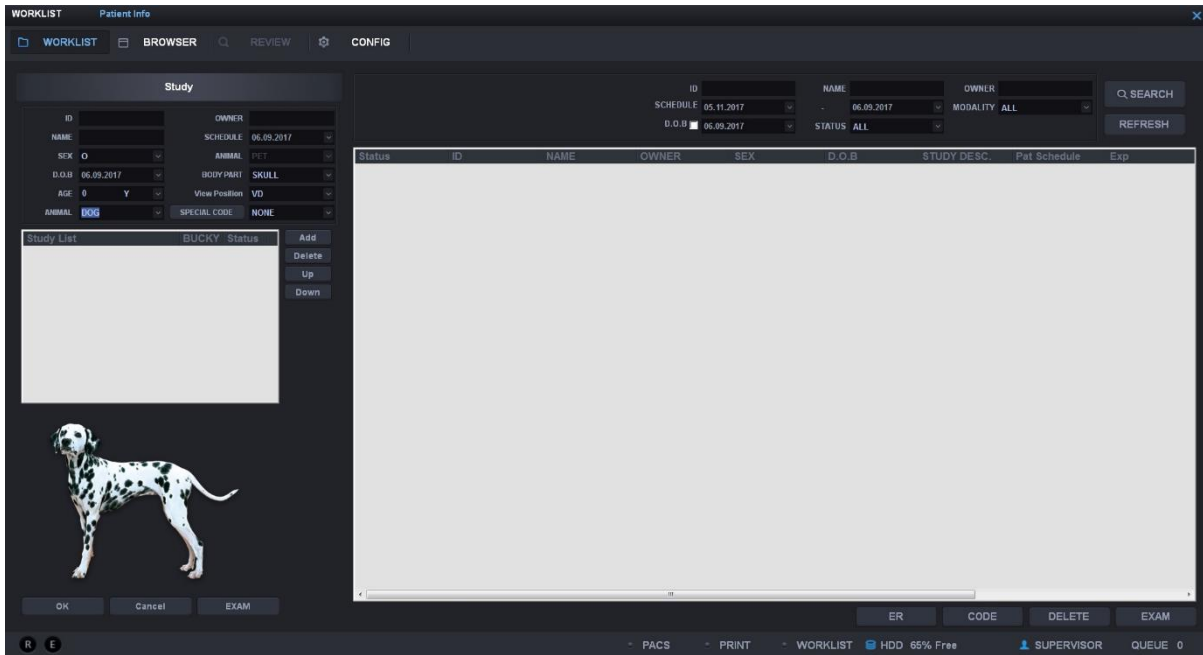 WORKLIST Patient Info
WORKLIST BROWSER REVIEW CONFIG
Study
ID OWNER
NAME SCHEDULE 06.09.2017
SEX O ANIMAL PET
D.O.B 06.09.2017 BODY PART SKULL
AGE 0 Y View Position VD
ANIMAL DOG SPECIAL CODE NONE
Study List BUCKY Status
Add
Delete
Up
Down
OK Cancel EXAM
ID NAME OWNER
SCHEDULE 05.11.2017 - 06.09.2017 MODALITY ALL
D.O.B 06.09.2017 STATUS ALL
SEARCH
REFRESH
Status ID NAME OWNER SEX D.O.B STUDY DESC. Pat Schedule Exp
ER CODE DELETE EXAM
R E - PACS - PRINT - WORKLIST HDD 65% Free SUPERVISOR QUEUE 0